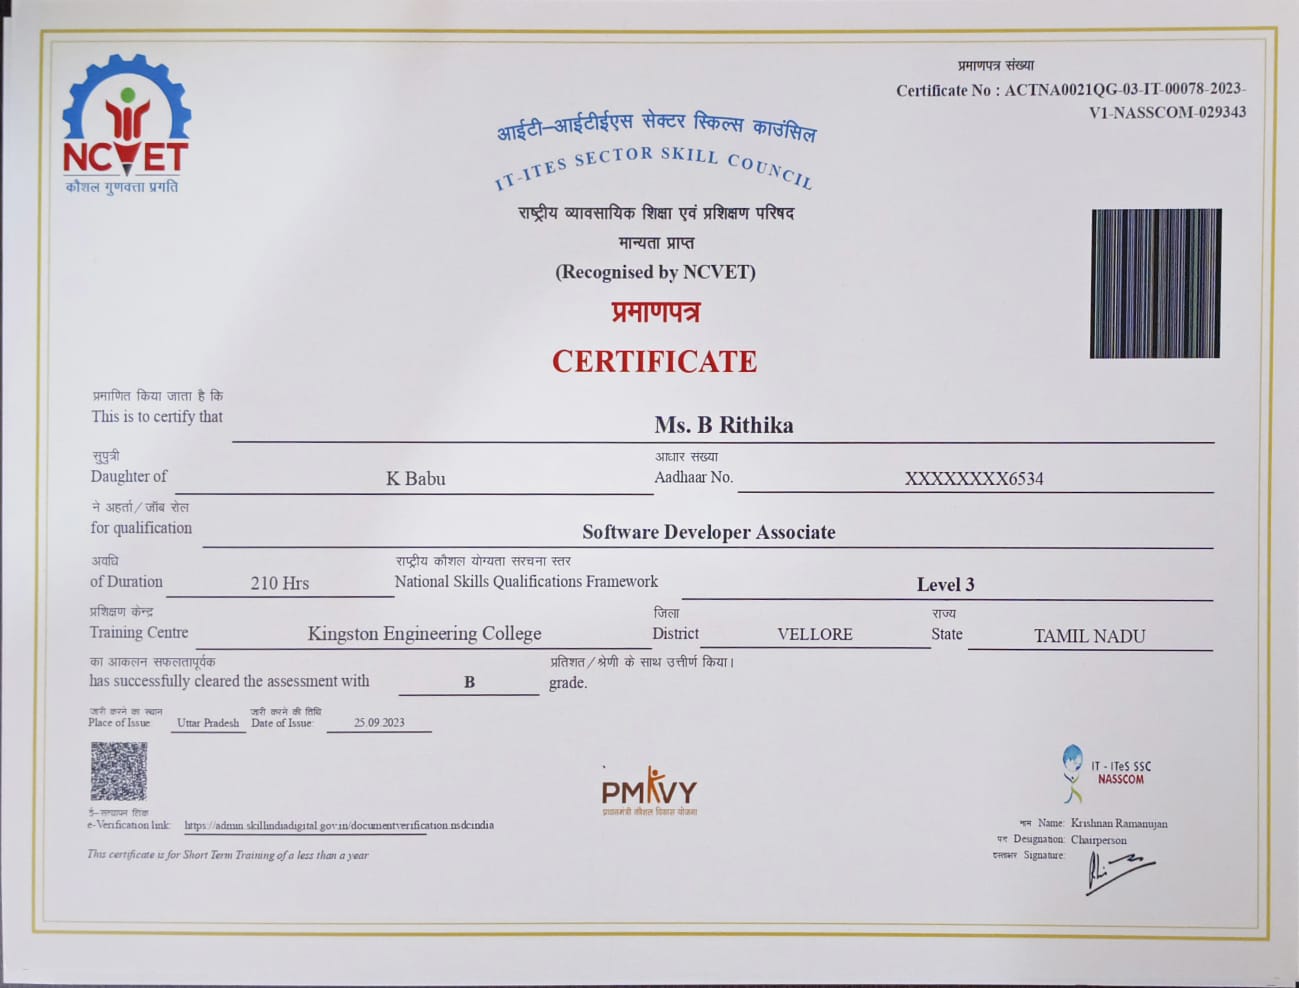 NCVET
कौशल गुणवत्ता प्रगति
प्रमाणपत्र संख्या
Certificate No : ACTNA0021QG-03-IT-00078-2023-
V1-NASSCOM-029343
आईटी-आईटीईएस सेक्टर स्किल्स काउंसिल
IT-ITES SECTOR SKILL COUNCIL
राष्ट्रीय व्यावसायिक शिक्षा एवं प्रशिक्षण परिषद
मान्यता प्राप्त
(Recognised by NCVET)
प्रमाणपत्र
CERTIFICATE
प्रमाणित किया जाता है कि
This is to certify that Ms. B Rithika
सुपुत्री आधार संख्या
Daughter of K Babu Aadhaar No. XXXXXXXX6534
ने अहर्ता/जॉब रोल
for qualification Software Developer Associate
अवधि राष्ट्रीय कौशल योग्यता सरचना स्तर
of Duration 210 Hrs National Skills Qualifications Framework Level 3
प्रशिक्षण केन्द्र जिला राज्य
Training Centre Kingston Engineering College District VELLORE State TAMIL NADU
का आकलन सफलतापूर्वक प्रतिशत/श्रेणी के साथ उत्तीर्ण किया।
has successfully cleared the assessment with B grade.
जारी करने का स्थान जारी करने की तिथि
Place of Issue Uttar Pradesh Date of Issue: 25.09.2023
ई-सत्यापन लिंक
e-Verification link: https://admin.skillindiadigital.gov.in/documentverification.nsdcindia
This certificate is for Short Term Training of a less than a year
PMKVY
प्रधानमंत्री कौशल विकास योजना
IT - ITeS SSC
NASSCOM
नाम Name: Krishnan Ramanujan
पद Designation: Chairperson
दस्तखत Signature: